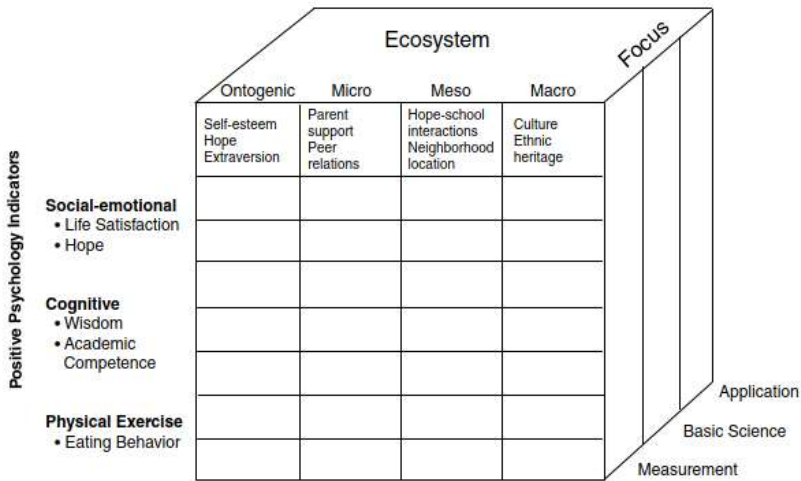 Ecosystem
Focus
Ontogenic Micro Meso Macro
Self-esteem
Hope
Extraversion
Parent
support
Peer
relations
Hope-school
interactions
Neighborhood
location
Culture
Ethnic
heritage
Positive Psychology Indicators
Social-emotional
• Life Satisfaction
• Hope
Cognitive
• Wisdom
• Academic
Competence
Physical Exercise
• Eating Behavior
Application
Basic Science
Measurement